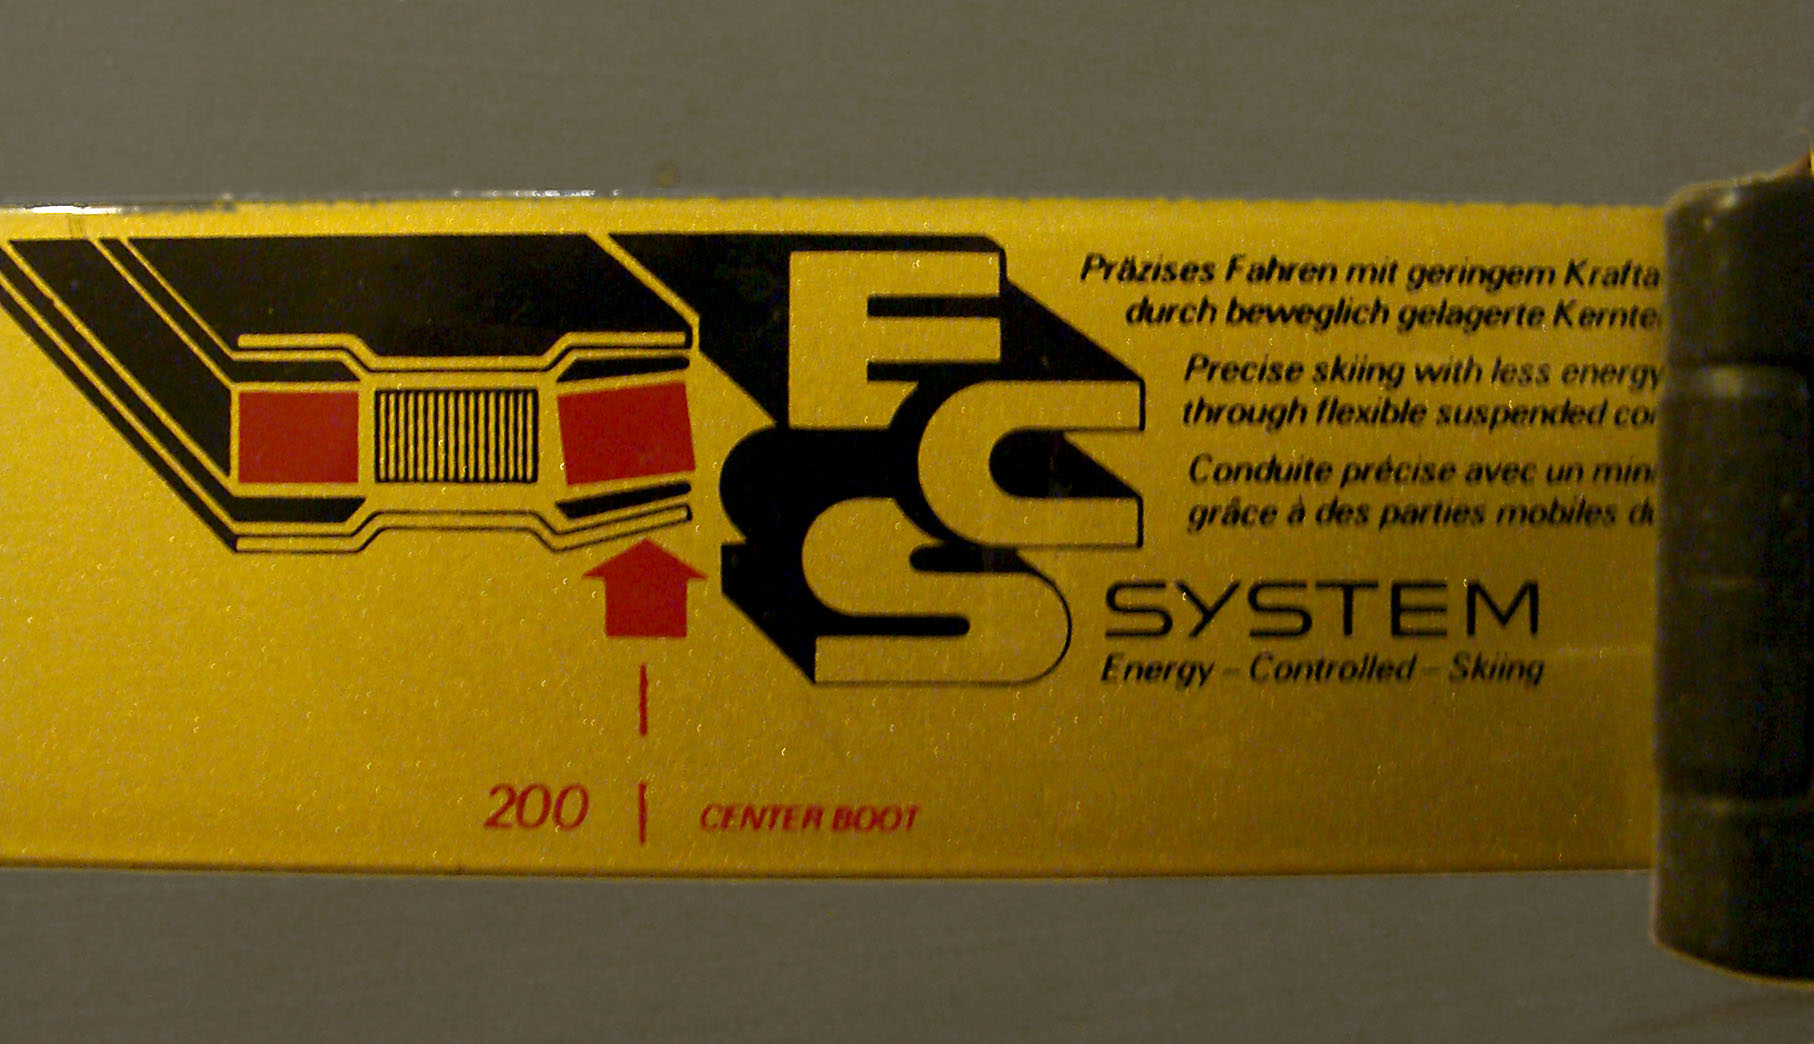 ECS
Präzises Fahren mit geringem Krafta
durch beweglich gelagerte Kernte
Precise skiing with less energy
through flexible suspended co
Conduite précise avec un min
grâce à des parties mobiles du
SYSTEM
Energy – Controlled – Skiing
200 CENTER BOOT